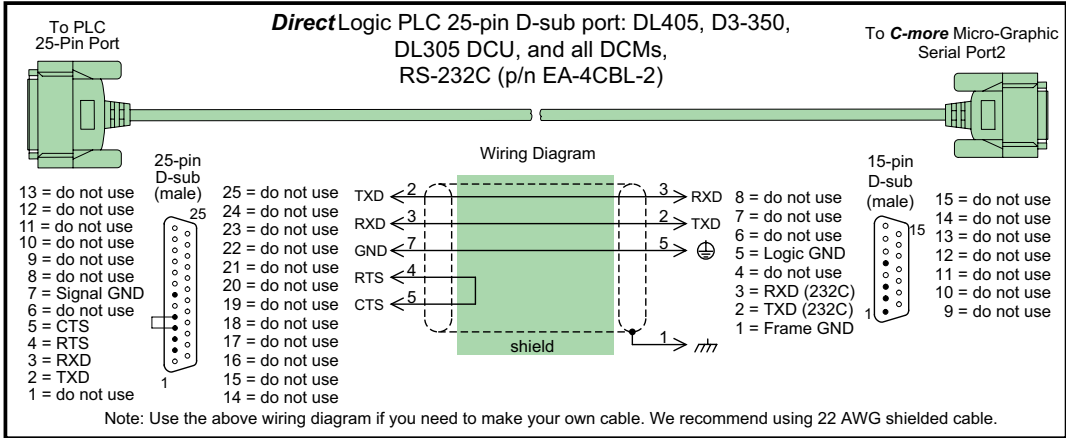 To PLC
25-Pin Port
DirectLogic PLC 25-pin D-sub port: DL405, D3-350,
DL305 DCU, and all DCMs,
RS-232C (p/n EA-4CBL-2)
To C-more Micro-Graphic
Serial Port2
25-pin
D-sub
(male)
13 = do not use
12 = do not use
11 = do not use
10 = do not use
9 = do not use
8 = do not use
7 = Signal GND
6 = do not use
5 = CTS
4 = RTS
3 = RXD
2 = TXD
1 = do not use
25
1
25 = do not use
24 = do not use
23 = do not use
22 = do not use
21 = do not use
20 = do not use
19 = do not use
18 = do not use
17 = do not use
16 = do not use
15 = do not use
14 = do not use
Wiring Diagram
TXD 2 3 RXD
RXD 3 2 TXD
GND 7 5
RTS 4
CTS 5
shield
1
8 = do not use
7 = do not use
6 = do not use
5 = Logic GND
4 = do not use
3 = RXD (232C)
2 = TXD (232C)
1 = Frame GND
15-pin
D-sub
(male)
15
1
15 = do not use
14 = do not use
13 = do not use
12 = do not use
11 = do not use
10 = do not use
9 = do not use
Note: Use the above wiring diagram if you need to make your own cable. We recommend using 22 AWG shielded cable.